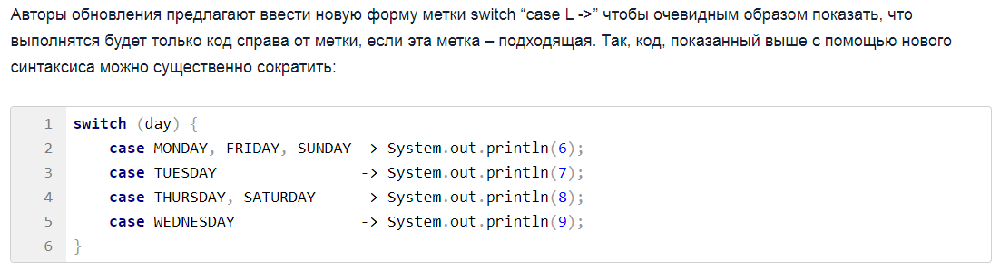 Авторы обновления предлагают ввести новую форму метки switch “case L ->” чтобы очевидным образом показать, что
выполнятся будет только код справа от метки, если эта метка – подходящая. Так, код, показанный выше с помощью нового
синтаксиса можно существенно сократить:
1 switch (day) {
2     case MONDAY, FRIDAY, SUNDAY -> System.out.println(6);
3     case TUESDAY                -> System.out.println(7);
4     case THURSDAY, SATURDAY     -> System.out.println(8);
5     case WEDNESDAY              -> System.out.println(9);
6 }